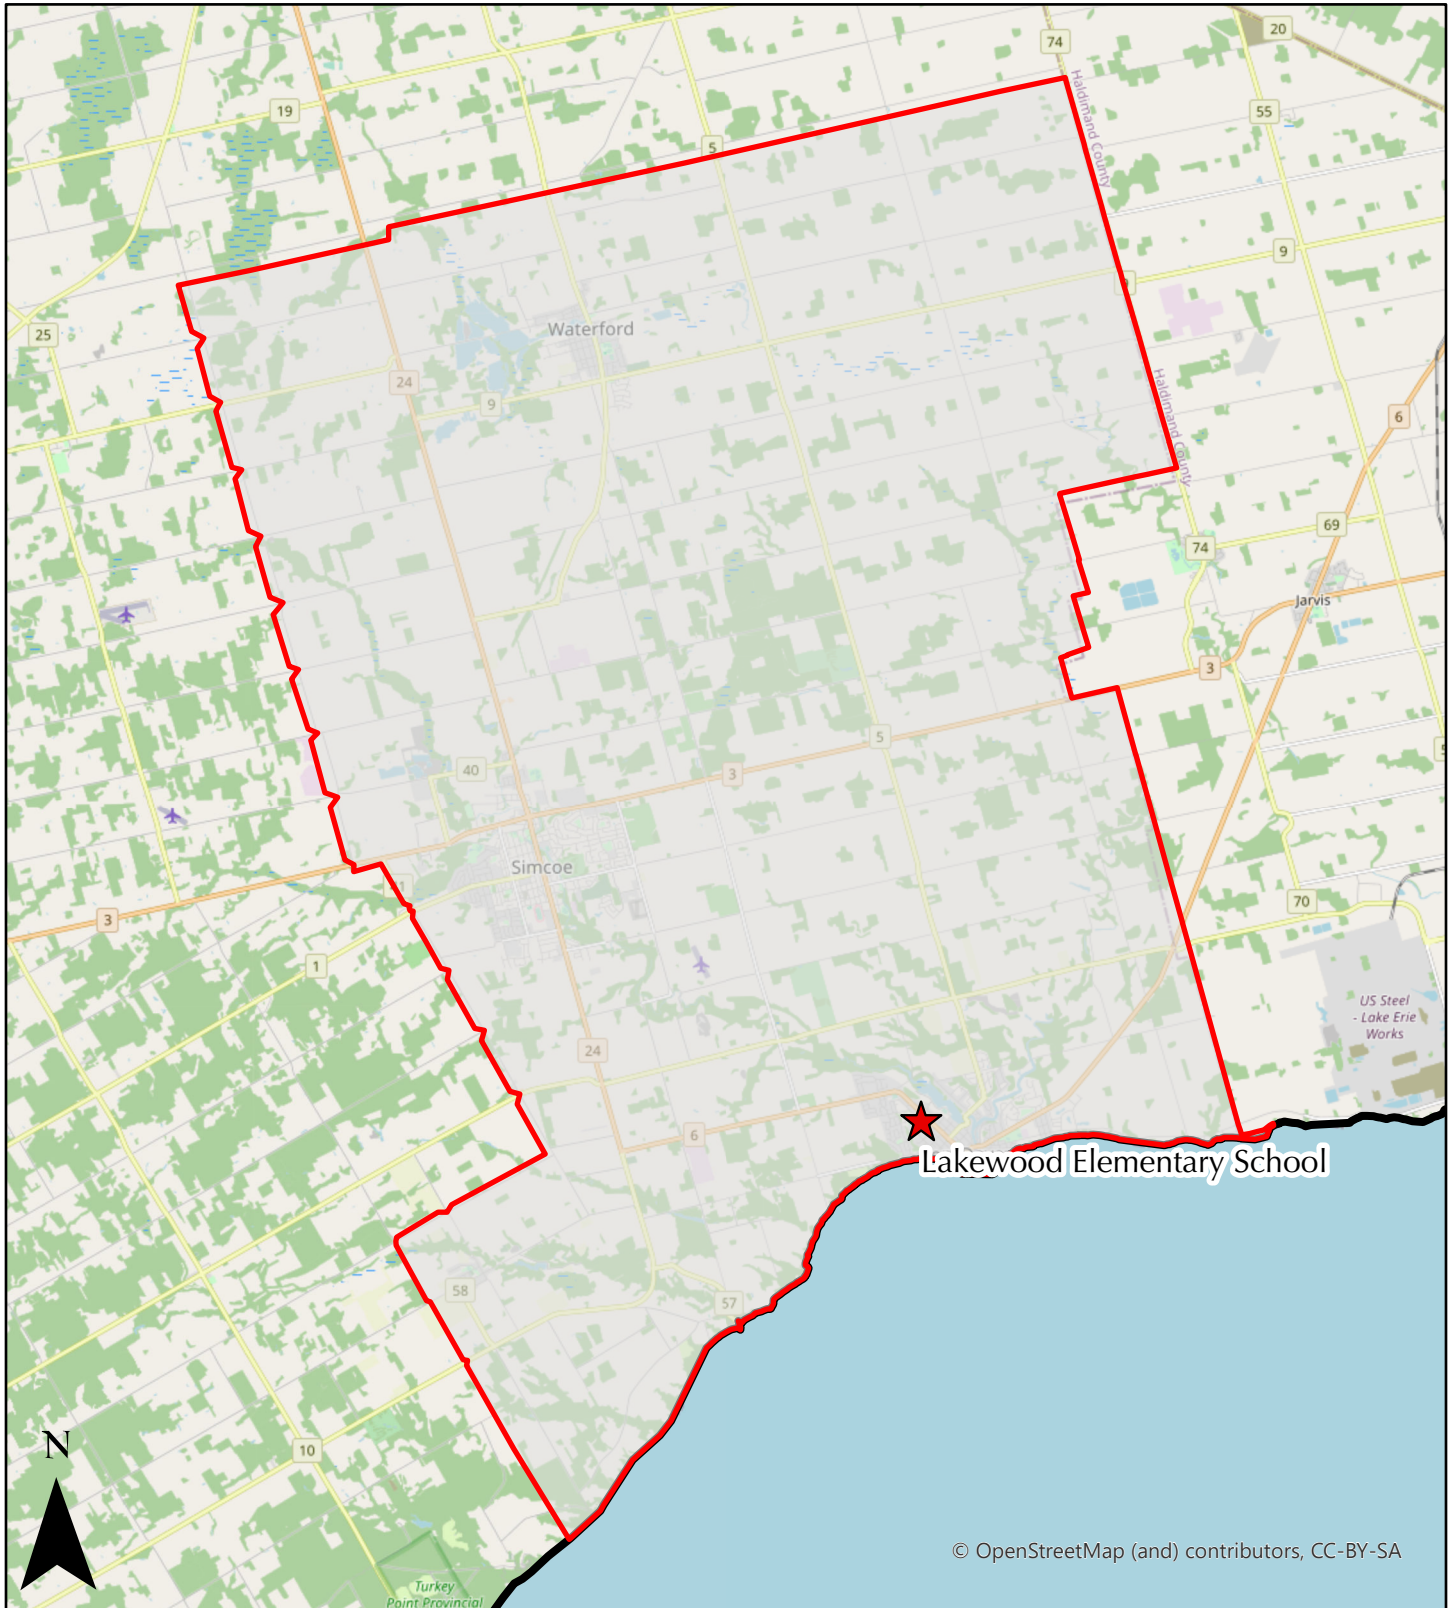 74
20
19
55
Haldimand County
5
9
9
25
Waterford
24
9
Haldimand County
6
69
74
Jarvis
3
5
40
3
Simcoe
70
3
1
US Steel
- Lake Erie
Works
24
6
Lakewood Elementary School
58
57
N
10
© OpenStreetMap (and) contributors, CC-BY-SA
Turkey
Point Provincial